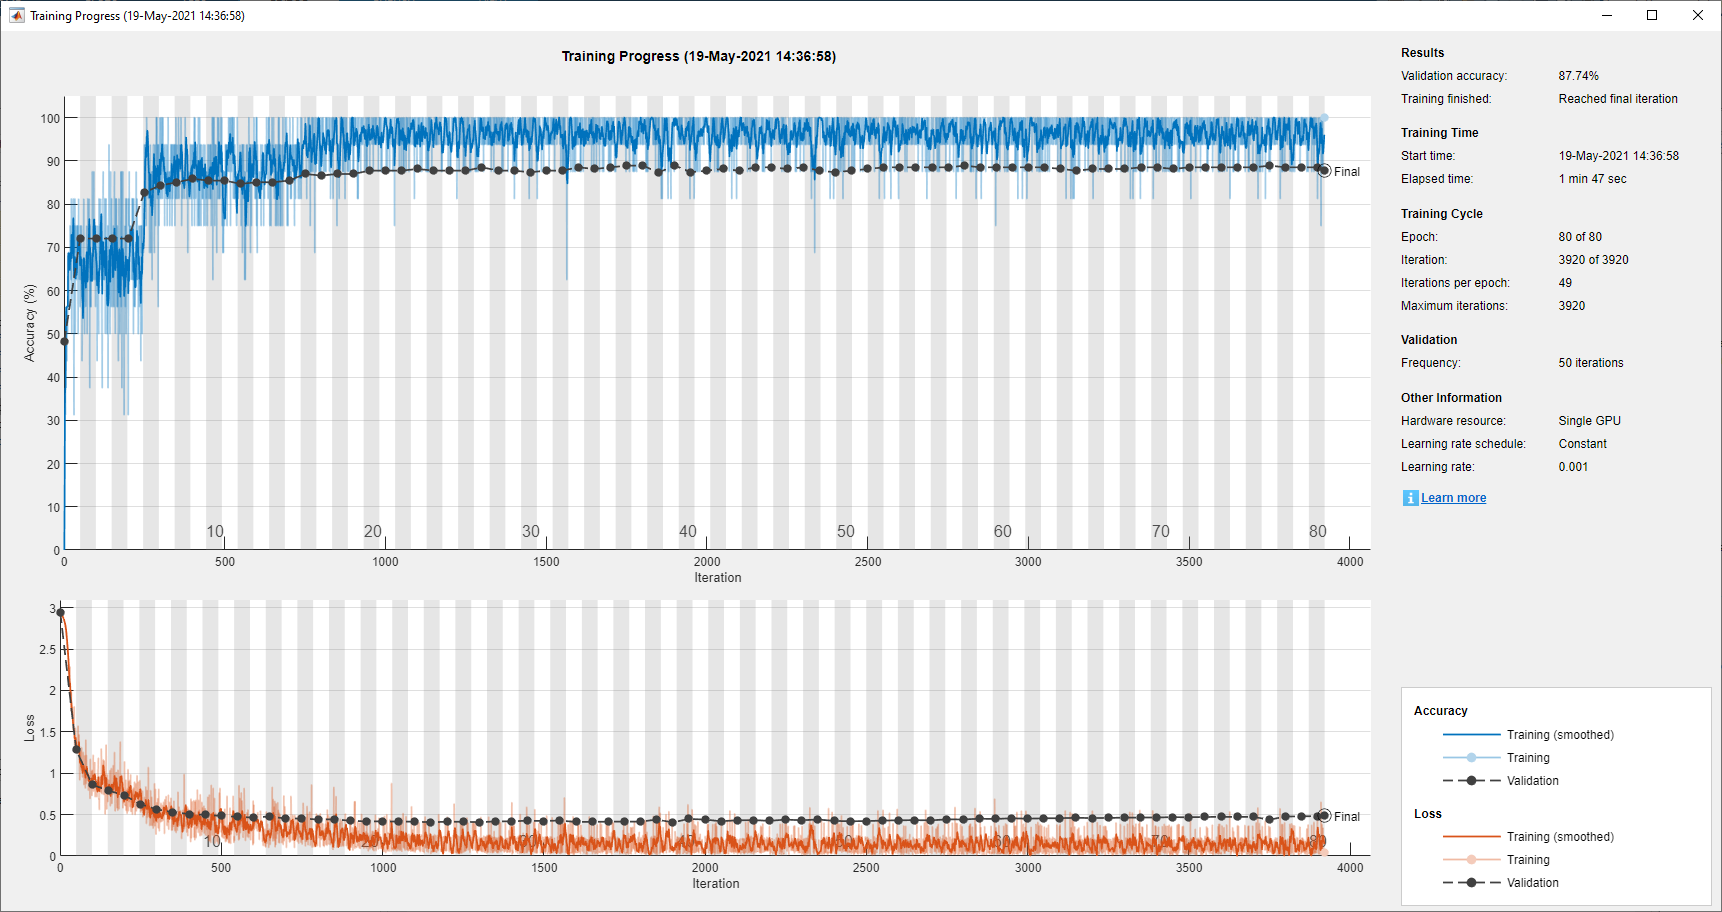 Training Progress (19-May-2021 14:36:58)
Training Progress (19-May-2021 14:36:58)
100
90
80
70
60
50
40
30
20
10
0
Accuracy (%)
Final
10 20 30 40 50 60 70 80
0 500 1000 1500 2000 2500 3000 3500 4000
Iteration
3
2.5
2
1.5
1
0.5
0
Loss
Final
10 20 30 50 60 70 80
0 500 1000 1500 2000 2500 3000 3500 4000
Iteration
Results
Validation accuracy: 87.74%
Training finished: Reached final iteration
Training Time
Start time: 19-May-2021 14:36:58
Elapsed time: 1 min 47 sec
Training Cycle
Epoch: 80 of 80
Iteration: 3920 of 3920
Iterations per epoch: 49
Maximum iterations: 3920
Validation
Frequency: 50 iterations
Other Information
Hardware resource: Single GPU
Learning rate schedule: Constant
Learning rate: 0.001
i Learn more
Accuracy
Training (smoothed)
Training
Validation
Loss
Training (smoothed)
Training
Validation